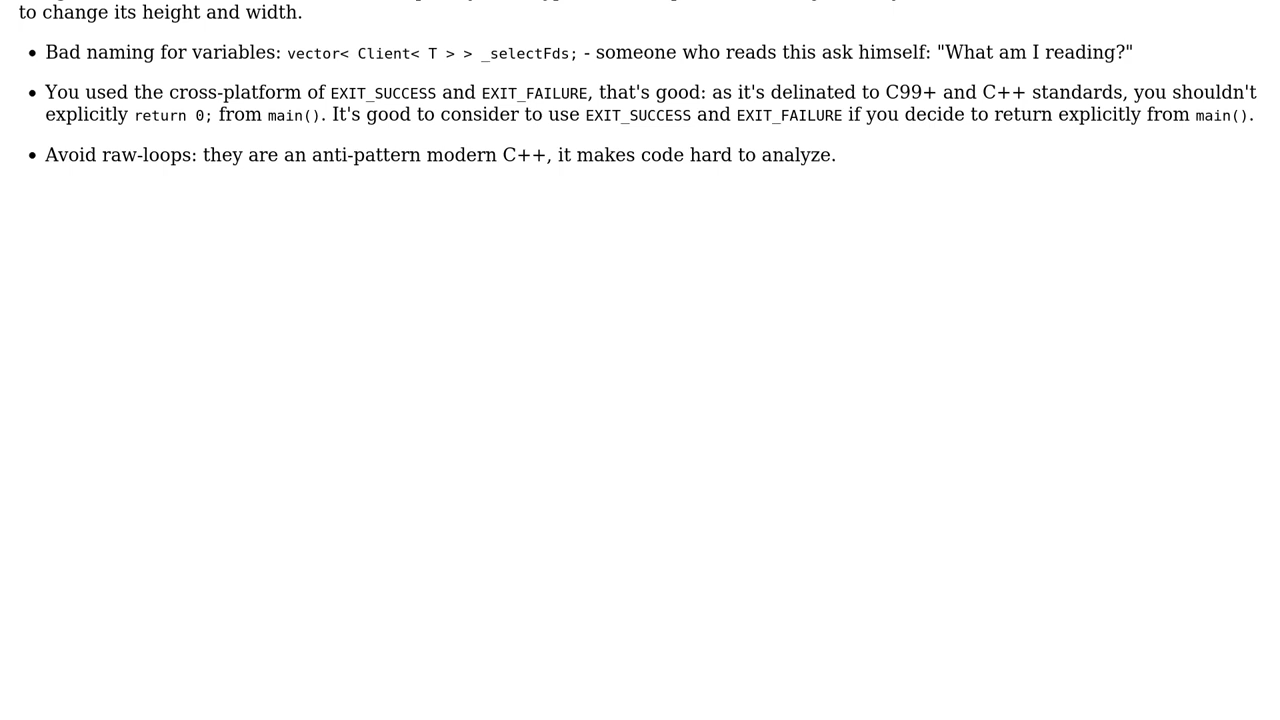 to change its height and width.
• Bad naming for variables: vector< Client< T > > _selectFds; - someone who reads this ask himself: "What am I reading?"
• You used the cross-platform of EXIT_SUCCESS and EXIT_FAILURE, that's good: as it's delinated to C99+ and C++ standards, you shouldn't
explicitly return 0; from main(). It's good to consider to use EXIT_SUCCESS and EXIT_FAILURE if you decide to return explicitly from main().
• Avoid raw-loops: they are an anti-pattern modern C++, it makes code hard to analyze.